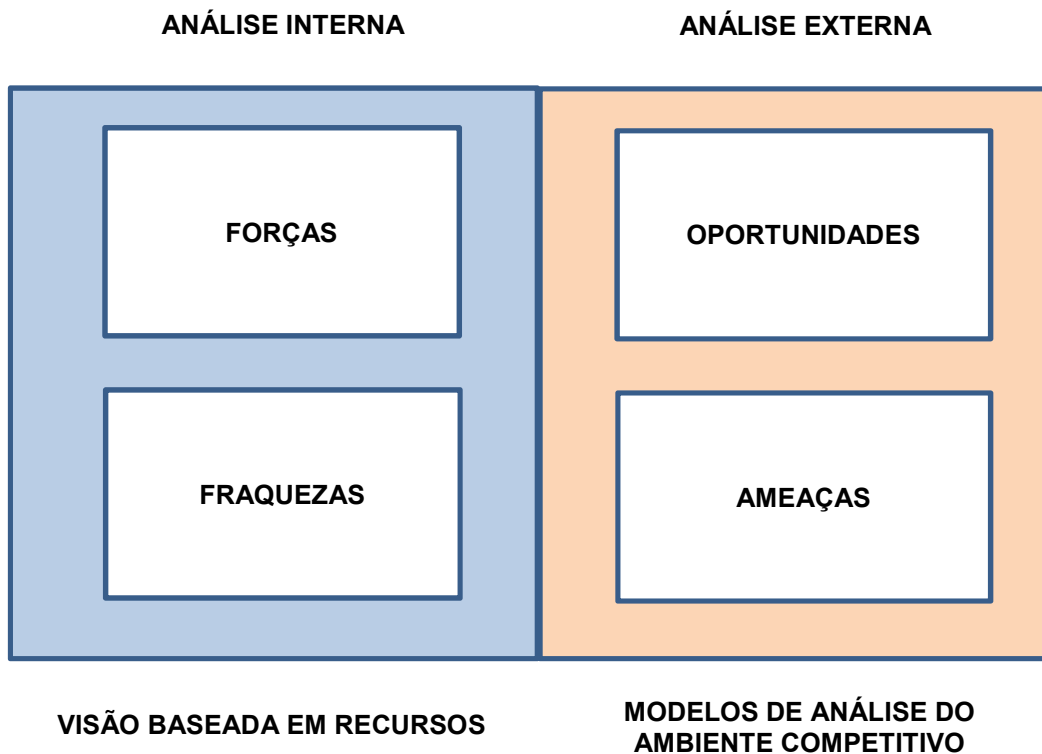 ANÁLISE INTERNA
ANÁLISE EXTERNA
FORÇAS
OPORTUNIDADES
FRAQUEZAS
AMEAÇAS
VISÃO BASEADA EM RECURSOS
MODELOS DE ANÁLISE DO
AMBIENTE COMPETITIVO